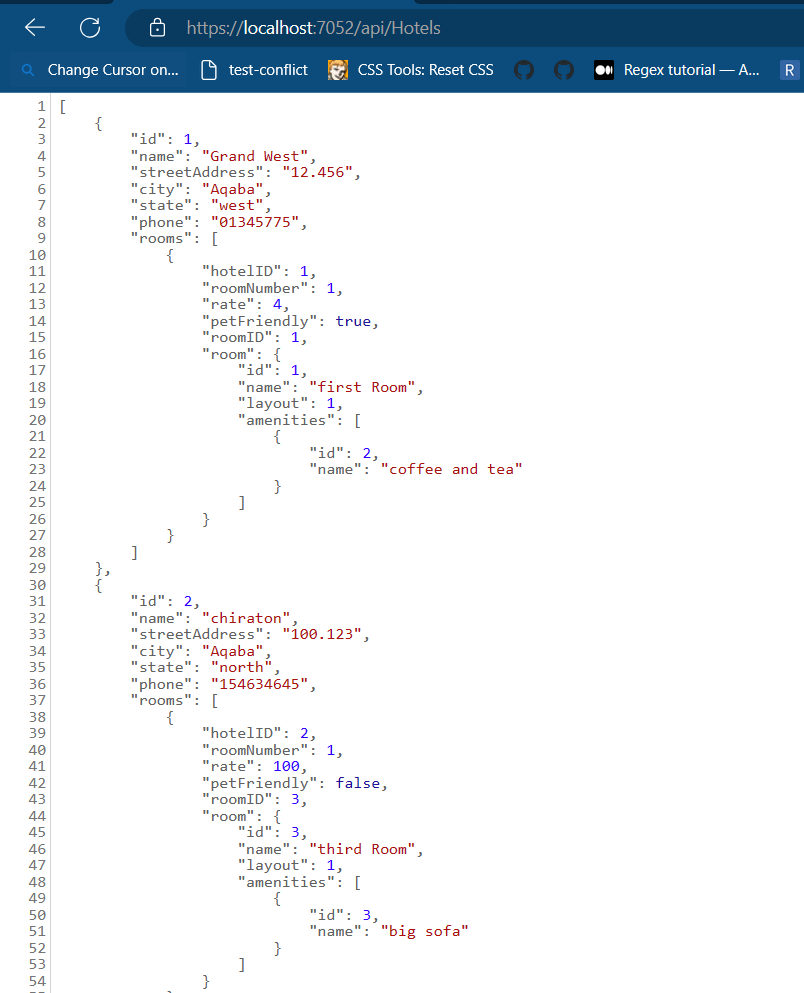 https://localhost:7052/api/Hotels
Change Cursor on... test-conflict CSS Tools: Reset CSS Regex tutorial — A... R
1 [
2 {
3 "id": 1,
4 "name": "Grand West",
5 "streetAddress": "12.456",
6 "city": "Aqaba",
7 "state": "west",
8 "phone": "01345775",
9 "rooms": [
10 {
11 "hotelID": 1,
12 "roomNumber": 1,
13 "rate": 4,
14 "petFriendly": true,
15 "roomID": 1,
16 "room": {
17 "id": 1,
18 "name": "first Room",
19 "layout": 1,
20 "amenities": [
21 {
22 "id": 2,
23 "name": "coffee and tea"
24 }
25 ]
26 }
27 }
28 ]
29 },
30 {
31 "id": 2,
32 "name": "chiraton",
33 "streetAddress": "100.123",
34 "city": "Aqaba",
35 "state": "north",
36 "phone": "154634645",
37 "rooms": [
38 {
39 "hotelID": 2,
40 "roomNumber": 1,
41 "rate": 100,
42 "petFriendly": false,
43 "roomID": 3,
44 "room": {
45 "id": 3,
46 "name": "third Room",
47 "layout": 1,
48 "amenities": [
49 {
50 "id": 3,
51 "name": "big sofa"
52 }
53 ]
54 }